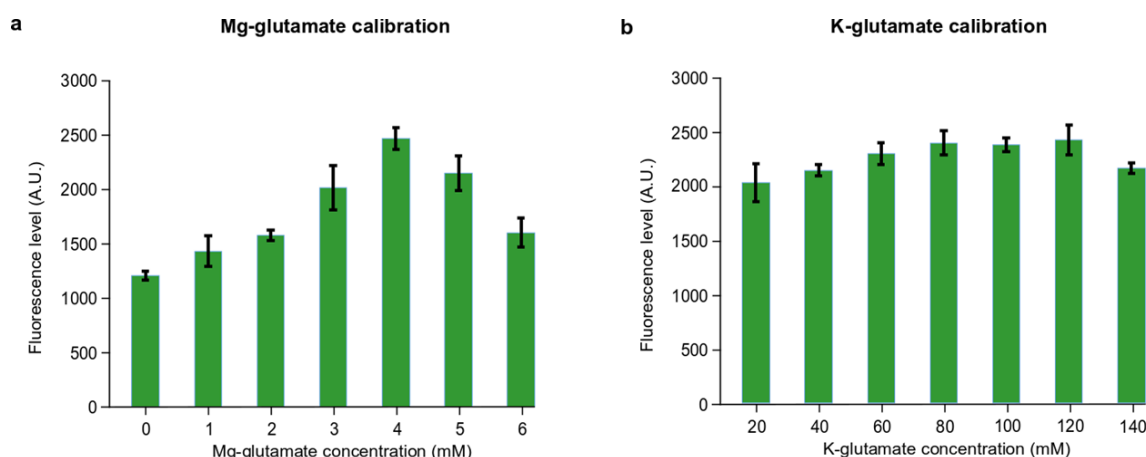 a
Mg-glutamate calibration
Fluorescence level (A.U.)
3000
2500
2000
1500
1000
500
0
0 1 2 3 4 5 6
Mg-glutamate concentration (mM)
b
K-glutamate calibration
Fluorescence level (A.U.)
3000
2500
2000
1500
1000
500
0
20 40 60 80 100 120 140
K-glutamate concentration (mM)